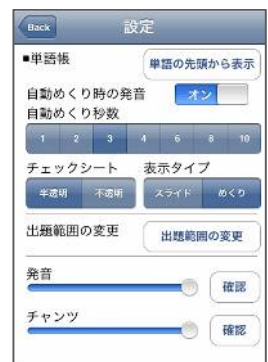 Back 設定
■単語帳 単語の先頭から表示
自動めくり時の発音 オン
自動めくり秒数
1 2 3 4 6 8 10
チェックシート 表示タイプ
半透明 不透明 スライド めくり
出題範囲の変更 出題範囲の変更
発音
確認
チャンツ
確認